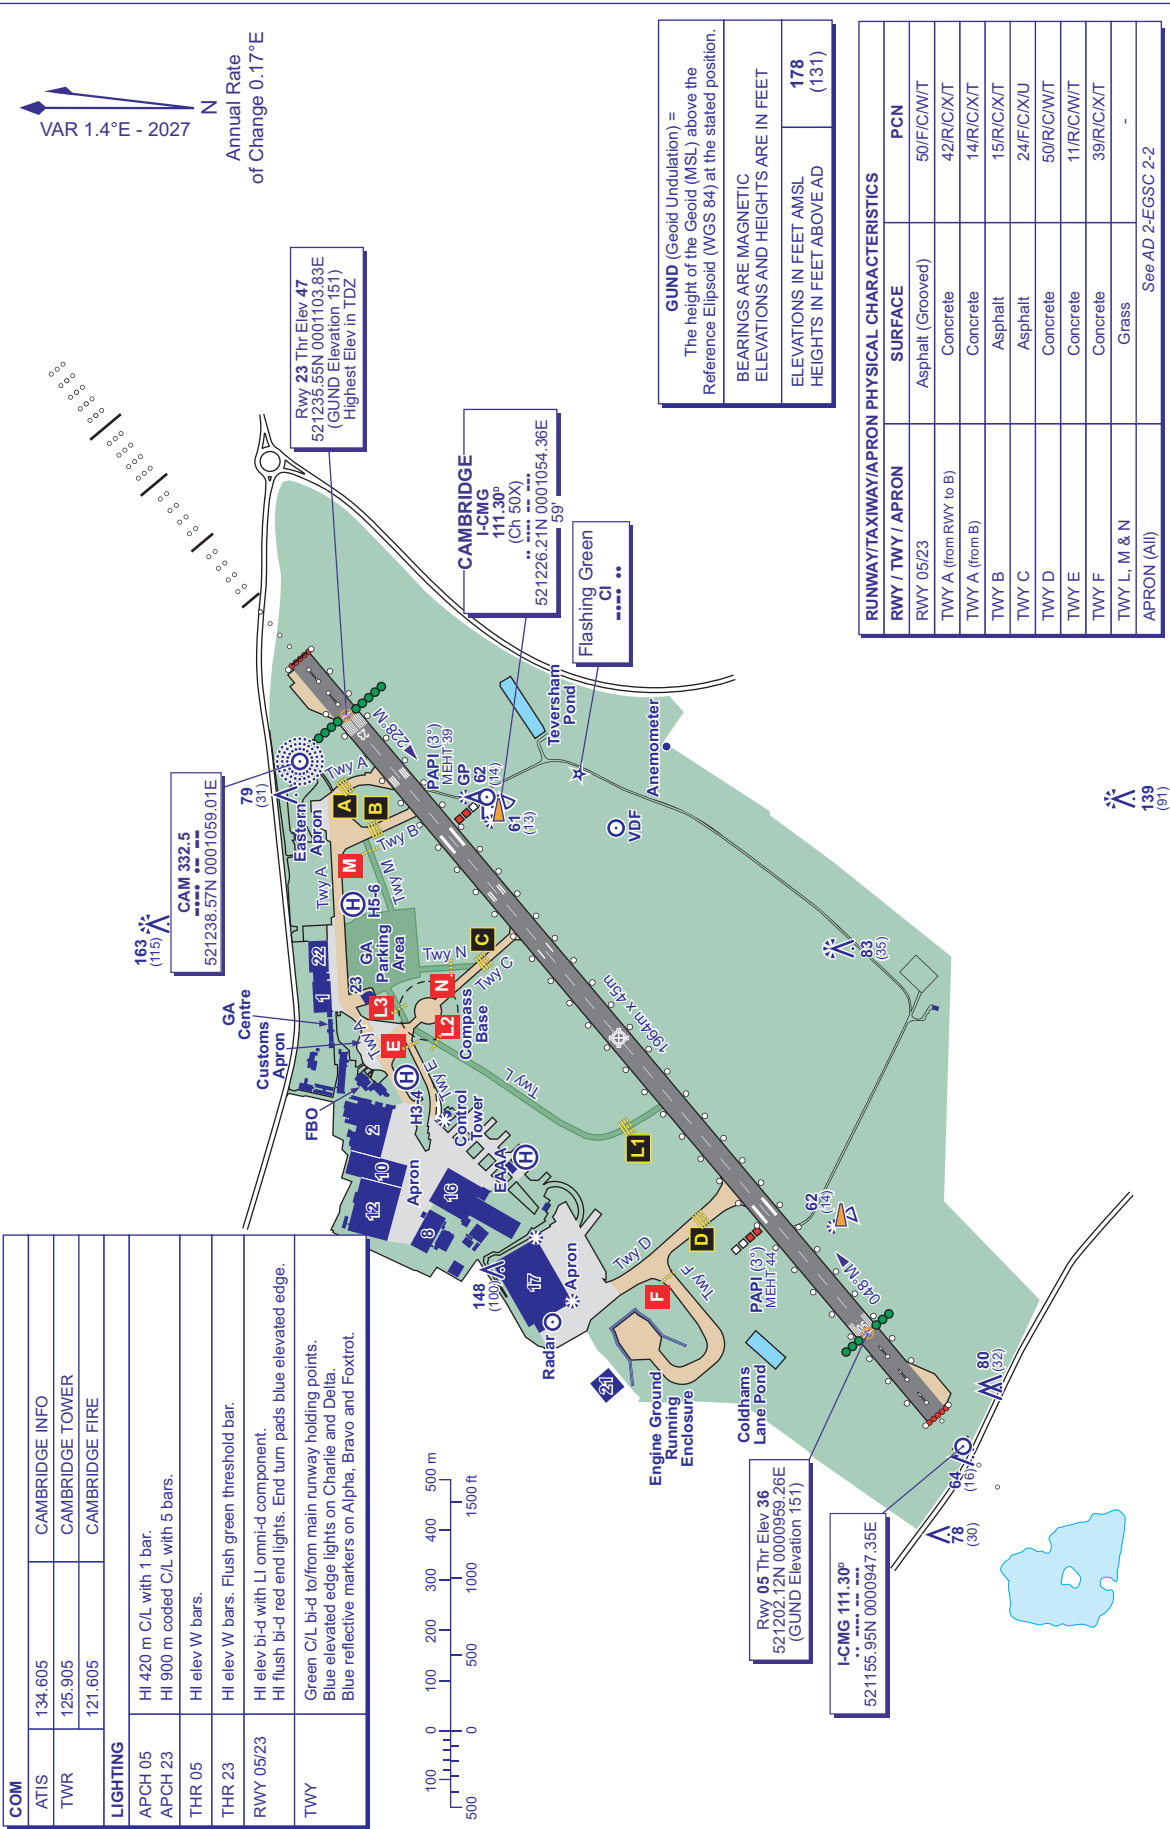 COM
ATIS 134.605 CAMBRIDGE INFO
TWR 125.905 CAMBRIDGE TOWER
121.605 CAMBRIDGE FIRE
LIGHTING
APCH 05 HI 420 m C/L with 1 bar.
APCH 23 HI 900 m coded C/L with 5 bars.
THR 05 HI elev W bars.
THR 23 HI elev W bars. Flush green threshold bar.
RWY 05/23 HI elev bi-d with LI omni-d component.
HI flush bi-d red end lights. End turn pads blue elevated edge.
TWY Green C/L bi-d to/from main runway holding points.
Blue elevated edge lights on Charlie and Delta.
Blue reflective markers on Alpha, Bravo and Foxtrot.
100 0 100 200 300 400 500 m
500 0 500 1000 1500 ft
VAR 1.4°E - 2027
N
Annual Rate
of Change 0.17°E
163
(115)
CAM 332.5
521238.57N 0001059.01E
Rwy 23 Thr Elev 47
521235.55N 0001103.83E
(GUND Elevation 151)
Highest Elev in TDZ
79
(31)
GA
Centre
Customs
Apron
FBO
1
22
23
2
10
12
Apron
16
8
17
Apron
148
(100)
Radar
21
Eastern
Apron
Twy A
Twy A
Twy A
A
B
Twy B
M
Twy M
H
H5-6
GA
Parking
Area
Twy N
C
Twy C
N
L3
L2
E
Compass
Base
H
H3-4
Twy E
Control
Tower
EAAA
H
Twy L
L1
Twy D
D
F
Twy F
Engine Ground
Running
Enclosure
Coldhams
Lane Pond
PAPI (3°)
MEHT 44
62
(14)
048°M
05
1964m x 45m
23
228°M
PAPI (3°)
MEHT 39
GP
62
(14)
61
(13)
CAMBRIDGE
I-CMG
111.30ᴰ
(Ch 50X)
521226.21N 0001054.36E
59'
Flashing Green
CI
Teversham
Pond
Anemometer
VDF
83
(35)
139
(91)
80
(32)
64
(16)
78
(30)
Rwy 05 Thr Elev 36
521202.12N 0000959.26E
(GUND Elevation 151)
I-CMG 111.30ᴰ
521155.95N 0000947.35E
GUND (Geoid Undulation) =
The height of the Geoid (MSL) above the
Reference Elipsoid (WGS 84) at the stated position.
BEARINGS ARE MAGNETIC
ELEVATIONS AND HEIGHTS ARE IN FEET
ELEVATIONS IN FEET AMSL 178
HEIGHTS IN FEET ABOVE AD (131)
RUNWAY/TAXIWAY/APRON PHYSICAL CHARACTERISTICS
RWY / TWY / APRON SURFACE PCN
RWY 05/23 Asphalt (Grooved) 50/F/C/W/T
TWY A (from RWY to B) Concrete 42/R/C/X/T
TWY A (from B) Concrete 14/R/C/X/T
TWY B Asphalt 15/R/C/X/T
TWY C Asphalt 24/F/C/X/U
TWY D Concrete 50/R/C/W/T
TWY E Concrete 11/R/C/W/T
TWY F Concrete 39/R/C/X/T
TWY L, M & N Grass -
APRON (All) See AD 2-EGSC 2-2